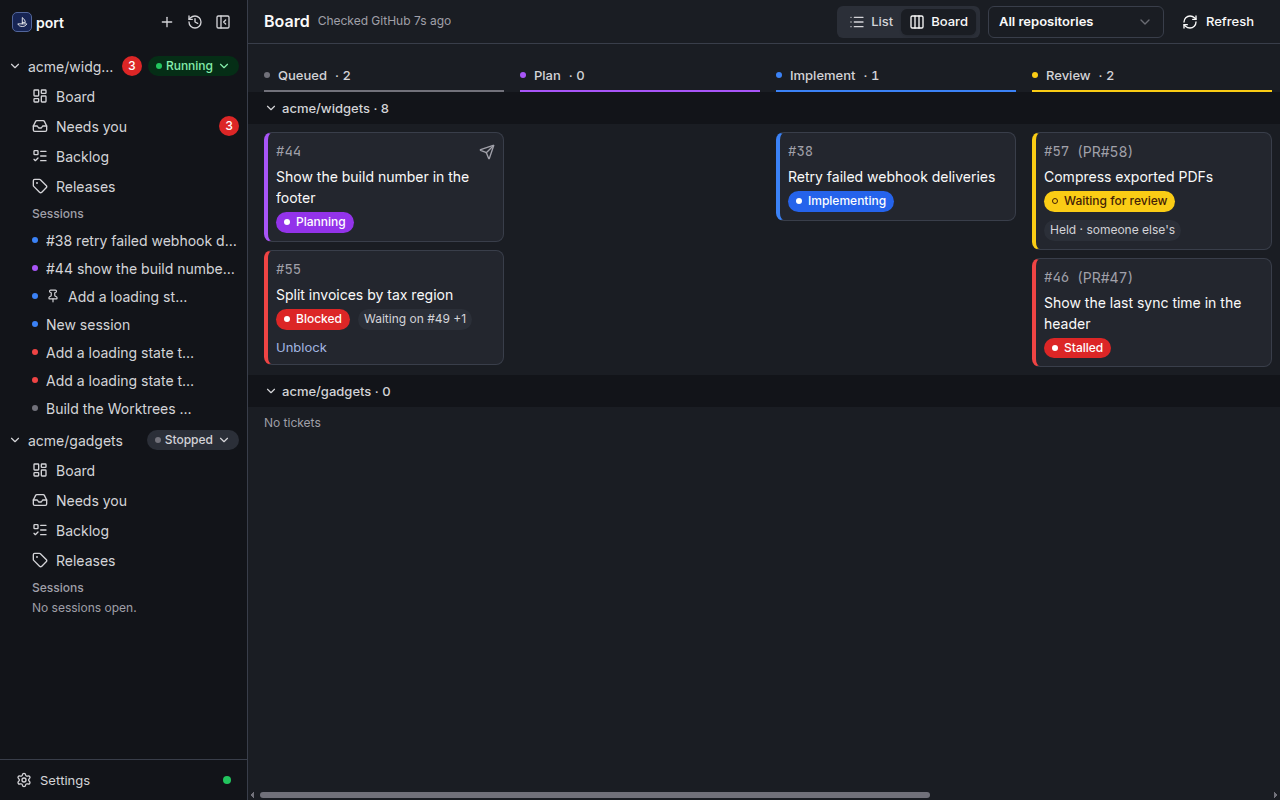 port
acme/widg... 3 Running
Board
Needs you 3
Backlog
Releases
Sessions
#38 retry failed webhook d...
#44 show the build numbe...
Add a loading st...
New session
Add a loading state t...
Add a loading state t...
Build the Worktrees ...
acme/gadgets Stopped
Board
Needs you
Backlog
Releases
Sessions
No sessions open.
Settings
Board Checked GitHub 7s ago List Board All repositories Refresh
Queued · 2 Plan · 0 Implement · 1 Review · 2
acme/widgets · 8
#44
Show the build number in the
footer
Planning
#55
Split invoices by tax region
Blocked Waiting on #49 +1
Unblock
#38
Retry failed webhook deliveries
Implementing
#57 (PR#58)
Compress exported PDFs
Waiting for review
Held · someone else's
#46 (PR#47)
Show the last sync time in the
header
Stalled
acme/gadgets · 0
No tickets